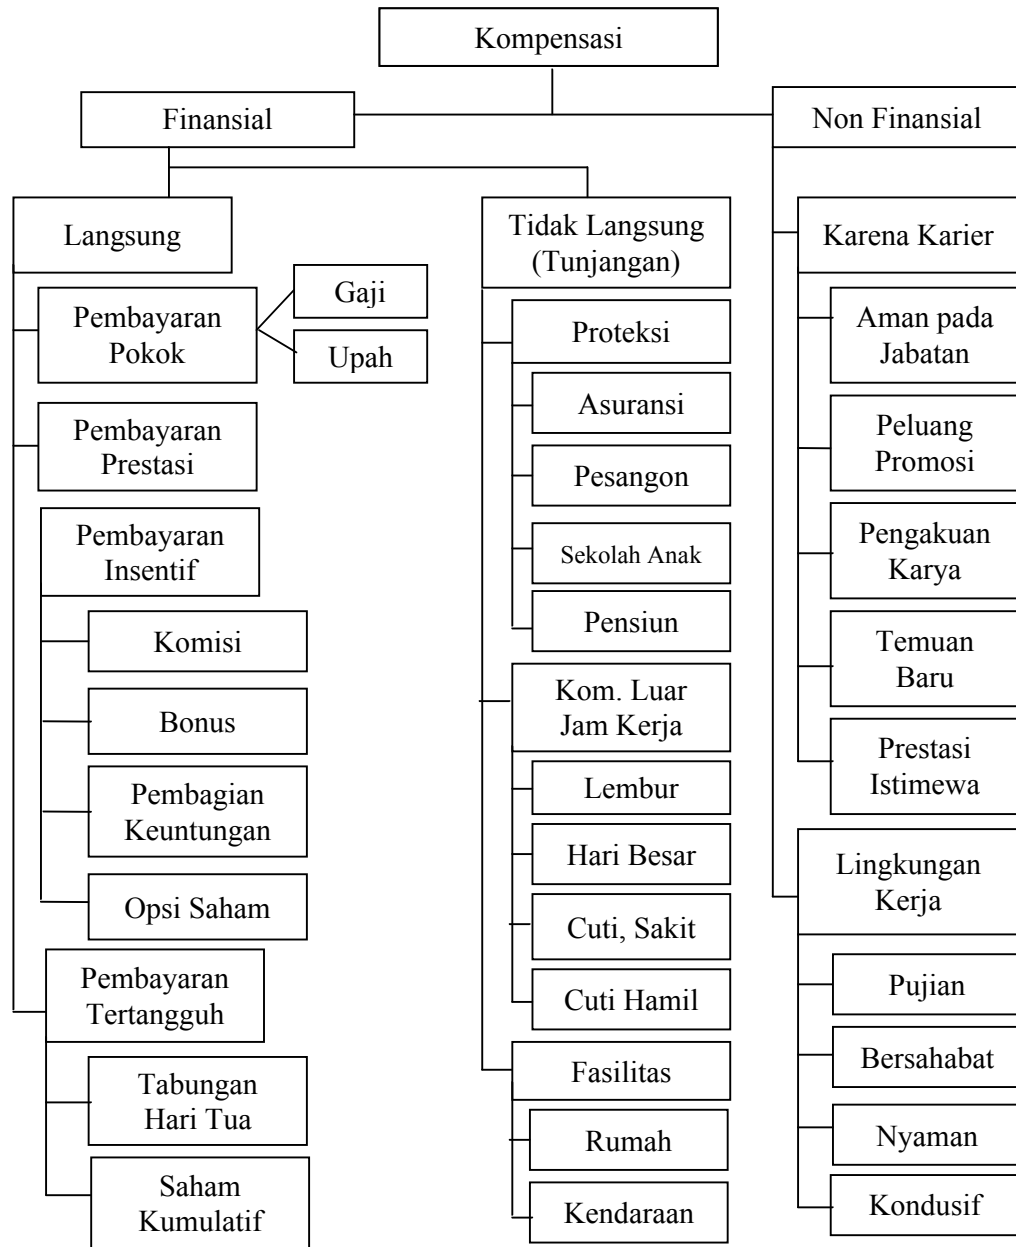 Kompensasi
Finansial
Non Finansial
Langsung
Pembayaran
Pokok
Gaji
Upah
Pembayaran
Prestasi
Pembayaran
Insentif
Komisi
Bonus
Pembagian
Keuntungan
Opsi Saham
Pembayaran
Tertangguh
Tabungan
Hari Tua
Saham
Kumulatif
Tidak Langsung
(Tunjangan)
Proteksi
Asuransi
Pesangon
Sekolah Anak
Pensiun
Kom. Luar
Jam Kerja
Lembur
Hari Besar
Cuti, Sakit
Cuti Hamil
Fasilitas
Rumah
Kendaraan
Karena Karier
Aman pada
Jabatan
Peluang
Promosi
Pengakuan
Karya
Temuan
Baru
Prestasi
Istimewa
Lingkungan
Kerja
Pujian
Bersahabat
Nyaman
Kondusif